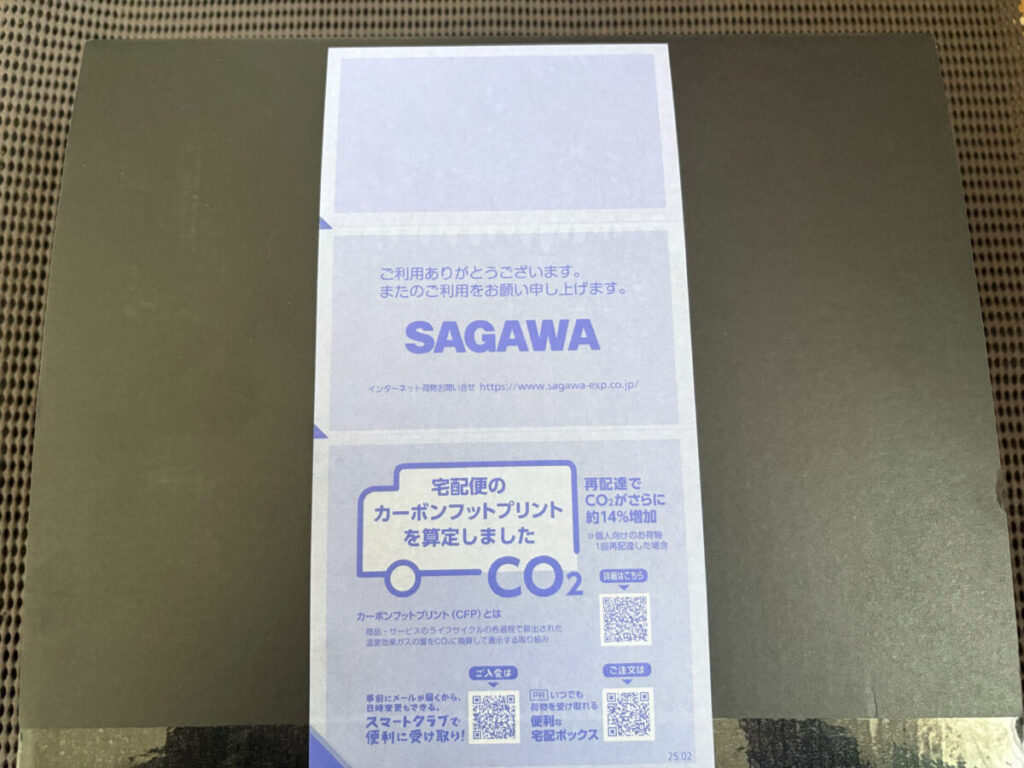 ご利用ありがとうございます。
またのご利用をお願い申し上げます。
SAGAWA
インターネット荷物お問い合せ https://www.sagawa-exp.co.jp/
宅配便の
カーボンフットプリント
を算定しました
CO₂
再配達で
CO₂がさらに
約14%増加
※個人向けのお荷物
1回再配達した場合
詳細はこちら
カーボンフットプリント(CFP)とは
商品・サービスのライフサイクルの各過程で排出された
温室効果ガスの量をCO₂に換算して表示する取り組み
ご入会は
事前にメールが届くから、
日時変更もできる。
スマートクラブで
便利に受け取り!
ご注文は
PR いつでも
荷物を受け取れる
便利な
宅配ボックス
25.02